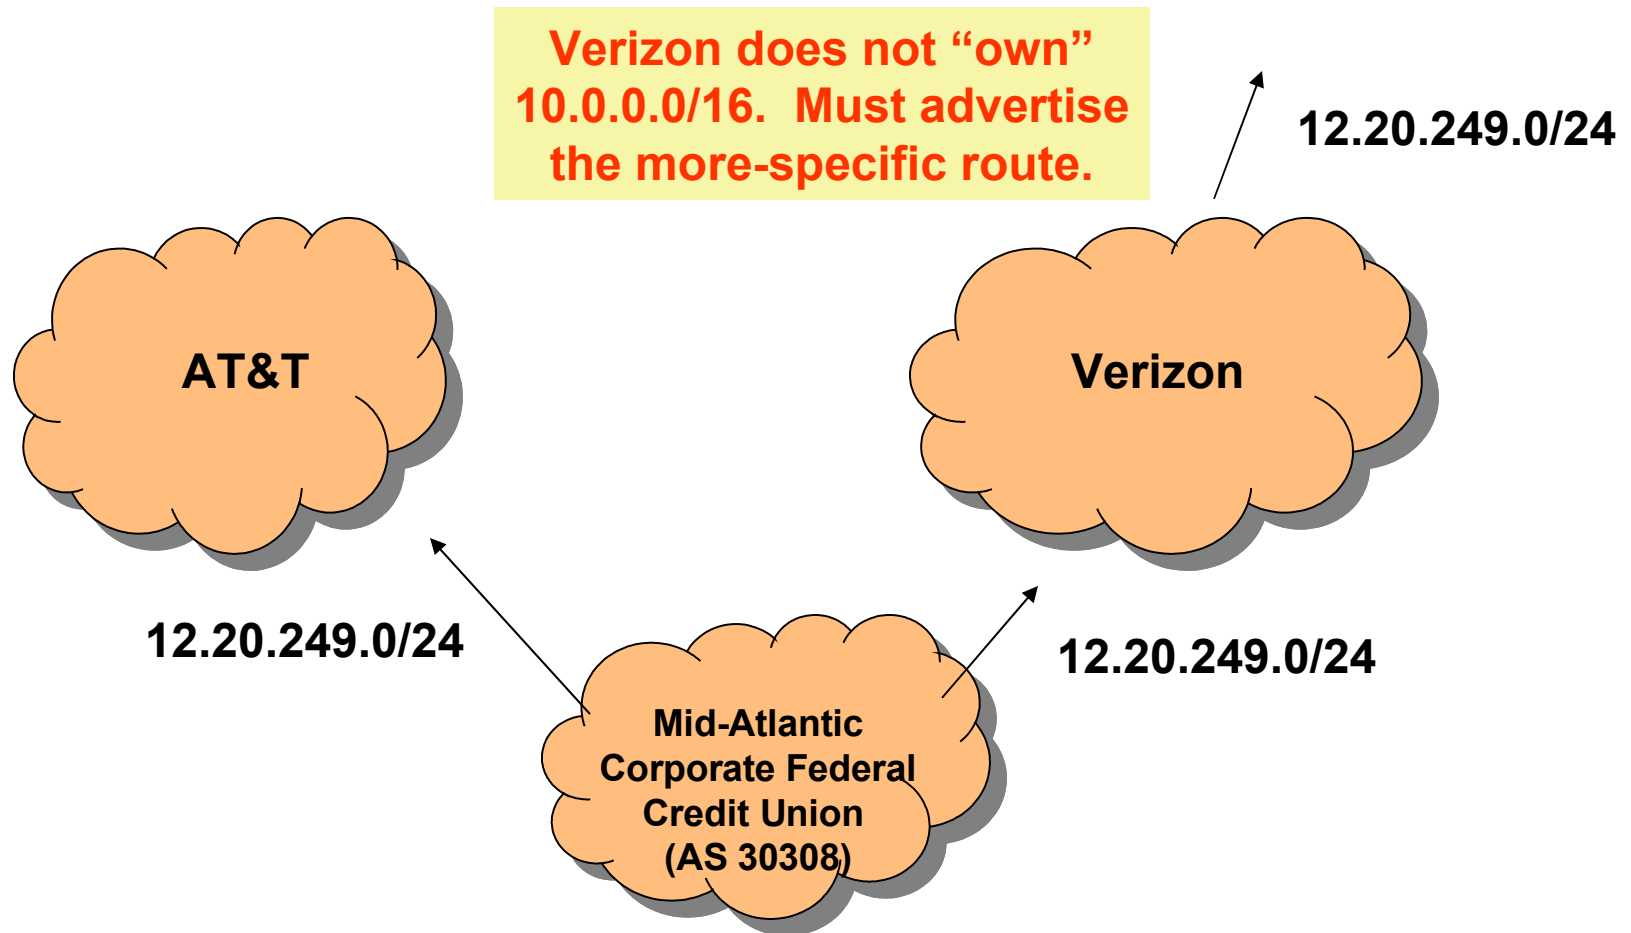 Verizon does not “own”
10.0.0.0/16.  Must advertise
the more-specific route.
12.20.249.0/24
AT&T
Verizon
12.20.249.0/24
12.20.249.0/24
Mid-Atlantic
Corporate Federal
Credit Union
(AS 30308)